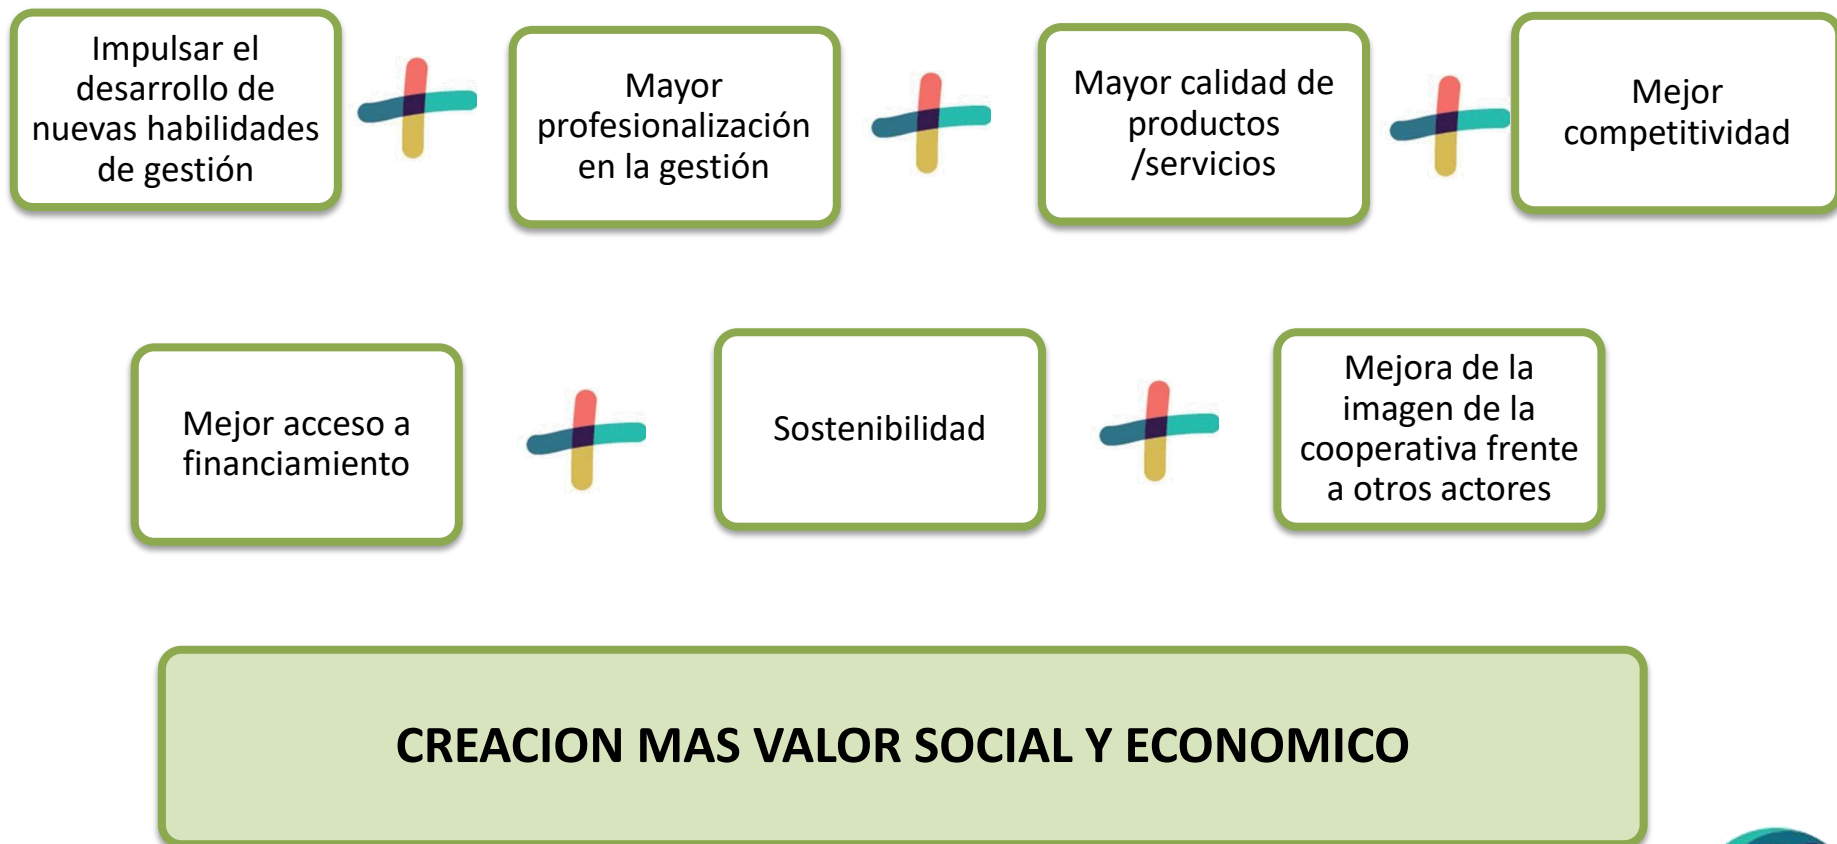 Impulsar el
desarrollo de
nuevas habilidades
de gestión
Mayor
profesionalización
en la gestión
Mayor calidad de
productos
/servicios
Mejor
competitividad
Mejor acceso a
financiamiento
Sostenibilidad
Mejora de la
imagen de la
cooperativa frente
a otros actores
CREACION MAS VALOR SOCIAL Y ECONOMICO